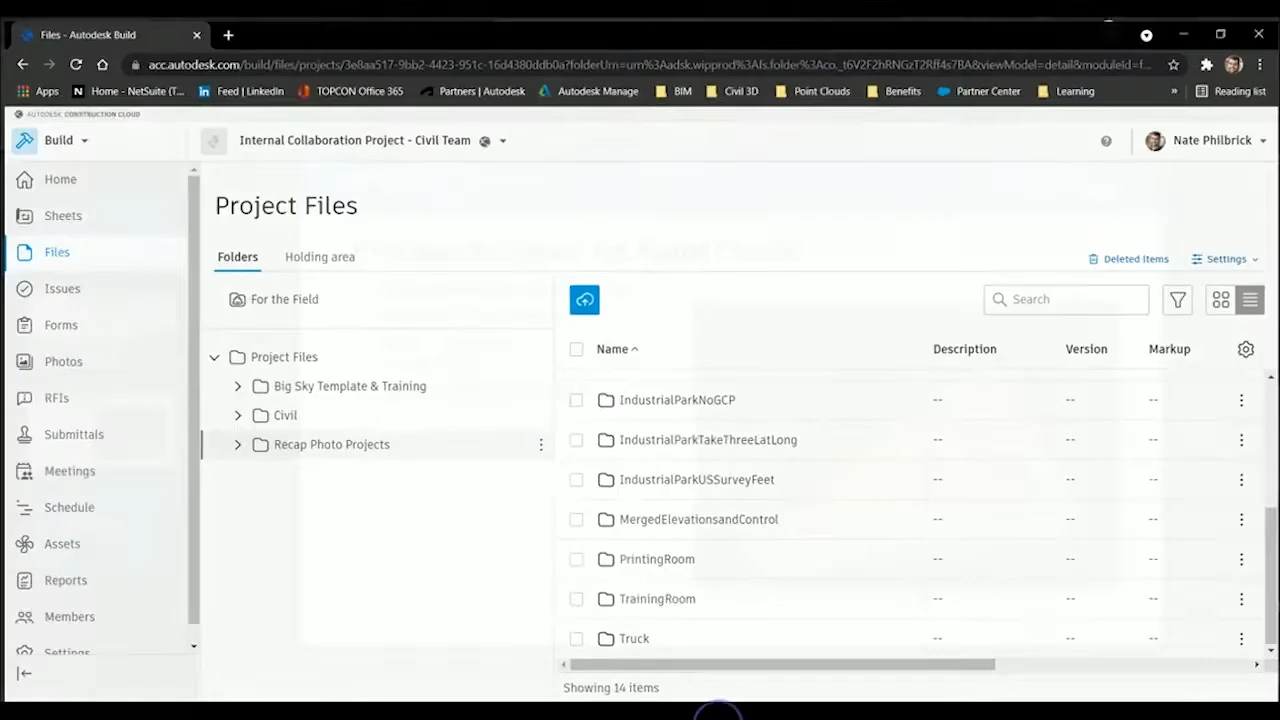 Files - Autodesk Build
acc.autodesk.com/build/files/projects/3e8aa517-9bb2-4423-951c-16d4380ddb0a?folderUrn=urn%3Aadsk.wipprod%3Afs.folder%3Aco._t6V2F2hRNGzT2Rff4s7BA&viewModel=detail&moduleId=f...
Apps Home - NetSuite (T... Feed | LinkedIn TOPCON Office 365 Partners | Autodesk Autodesk Manage BIM Civil 3D Point Clouds Benefits Partner Center Learning » Reading list
AUTODESK CONSTRUCTION CLOUD
Build Internal Collaboration Project - Civil Team Nate Philbrick
Home
Sheets
Files
Issues
Forms
Photos
RFIs
Submittals
Meetings
Schedule
Assets
Reports
Members
Settings
Project Files
Folders Holding area Deleted items Settings
For the Field
Project Files
Big Sky Template & Training
Civil
Recap Photo Projects
Search
Name Description Version Markup
IndustrialParkNoGCP -- -- --
IndustrialParkTakeThreeLatLong -- -- --
IndustrialParkUSSurveyFeet -- -- --
MergedElevationsandControl -- -- --
PrintingRoom -- -- --
TrainingRoom -- -- --
Truck -- -- --
Showing 14 items